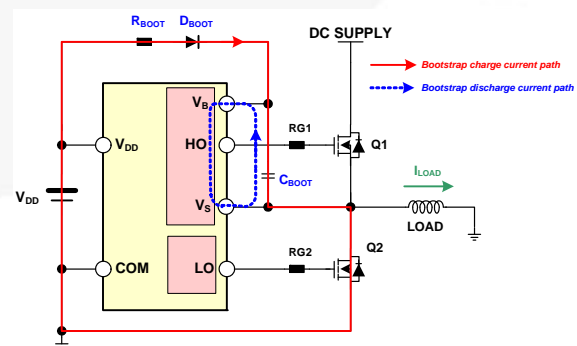 RBOOT DBOOT
DC SUPPLY
Bootstrap charge current path
Bootstrap discharge current path
VB
RG1
Q1
VDD
HO
ILOAD
CBOOT
VDD
VS
LOAD
RG2
Q2
COM
LO